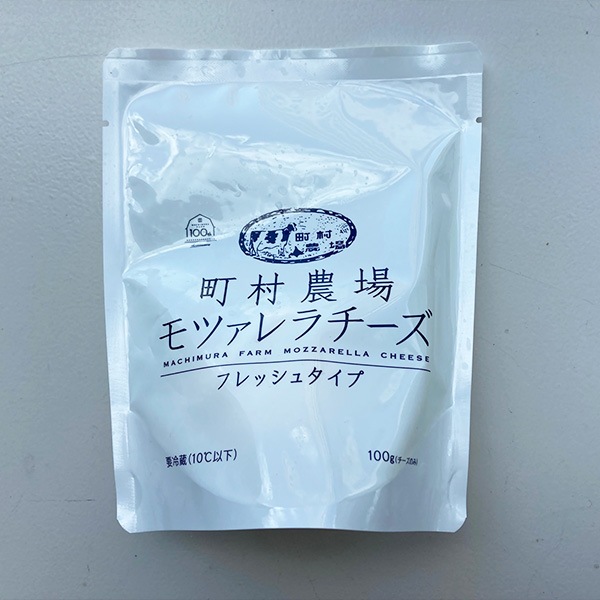 100周年
町村
農場
町村農場
モツァレラチーズ
MACHIMURA FARM MOZZARELLA CHEESE
フレッシュタイプ
要冷蔵(10℃以下)
100g(チーズのみ)